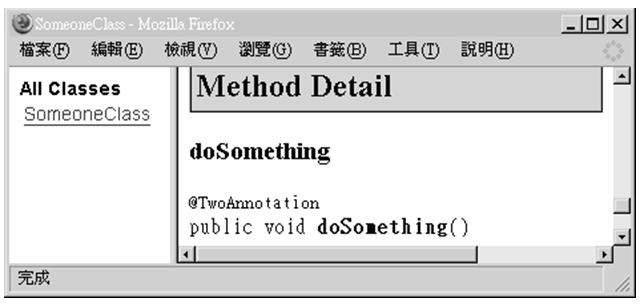 SomeoneClass - Mozilla Firefox
檔案(F) 編輯(E) 檢視(V) 瀏覽(G) 書籤(B) 工具(T) 說明(H)
All Classes
SomeoneClass
Method Detail
doSomething
@TwoAnnotation
public void doSomething()
完成